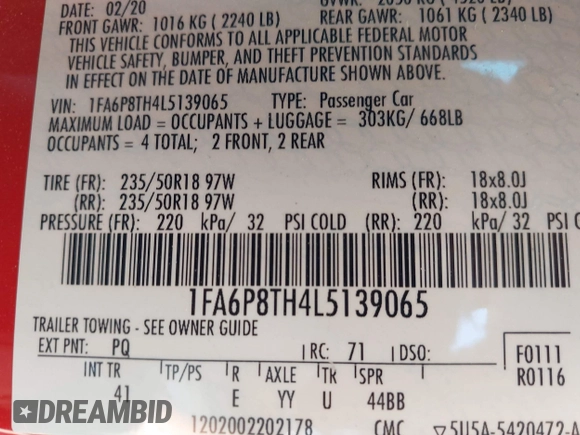 DATE: 02/20
FRONT GAWR: 1016 KG ( 2240 LB)
REAR GAWR: 1061 KG ( 2340 LB)
THIS VEHICLE CONFORMS TO ALL APPLICABLE FEDERAL MOTOR
VEHICLE SAFETY, BUMPER, AND THEFT PREVENTION STANDARDS
IN EFFECT ON THE DATE OF MANUFACTURE SHOWN ABOVE.
VIN: 1FA6P8TH4L5139065 TYPE: Passenger Car
MAXIMUM LOAD = OCCUPANTS + LUGGAGE = 303KG/ 668LB
OCCUPANTS = 4 TOTAL; 2 FRONT, 2 REAR
TIRE (FR): 235/50R18 97W RIMS (FR): 18x8.0J
(RR): 235/50R18 97W (RR): 18x8.0J
PRESSURE (FR): 220 kPa/ 32 PSI COLD (RR): 220 kPa/ 32 PSI
1FA6P8TH4L5139065
TRAILER TOWING - SEE OWNER GUIDE
EXT PNT: PQ RC: 71 DSO:
F0111
R0116
INT TR TP/PS R AXLE Tk SPR
41 E YY U 44BB
1202002202178 CMC ▽5U5A-5420472-A
DREAMBID